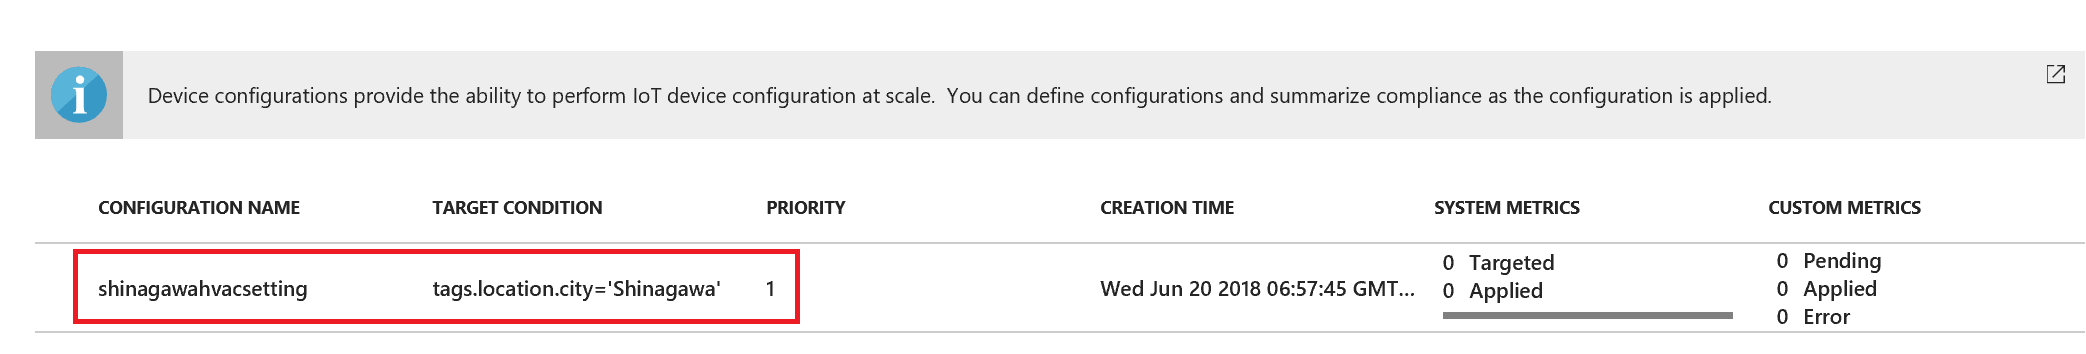 Device configurations provide the ability to perform IoT device configuration at scale.  You can define configurations and summarize compliance as the configuration is applied.
CONFIGURATION NAME TARGET CONDITION PRIORITY CREATION TIME SYSTEM METRICS CUSTOM METRICS
shinagawahvacsetting tags.location.city='Shinagawa' 1 Wed Jun 20 2018 06:57:45 GMT...
0 Targeted
0 Applied
0 Pending
0 Applied
0 Error